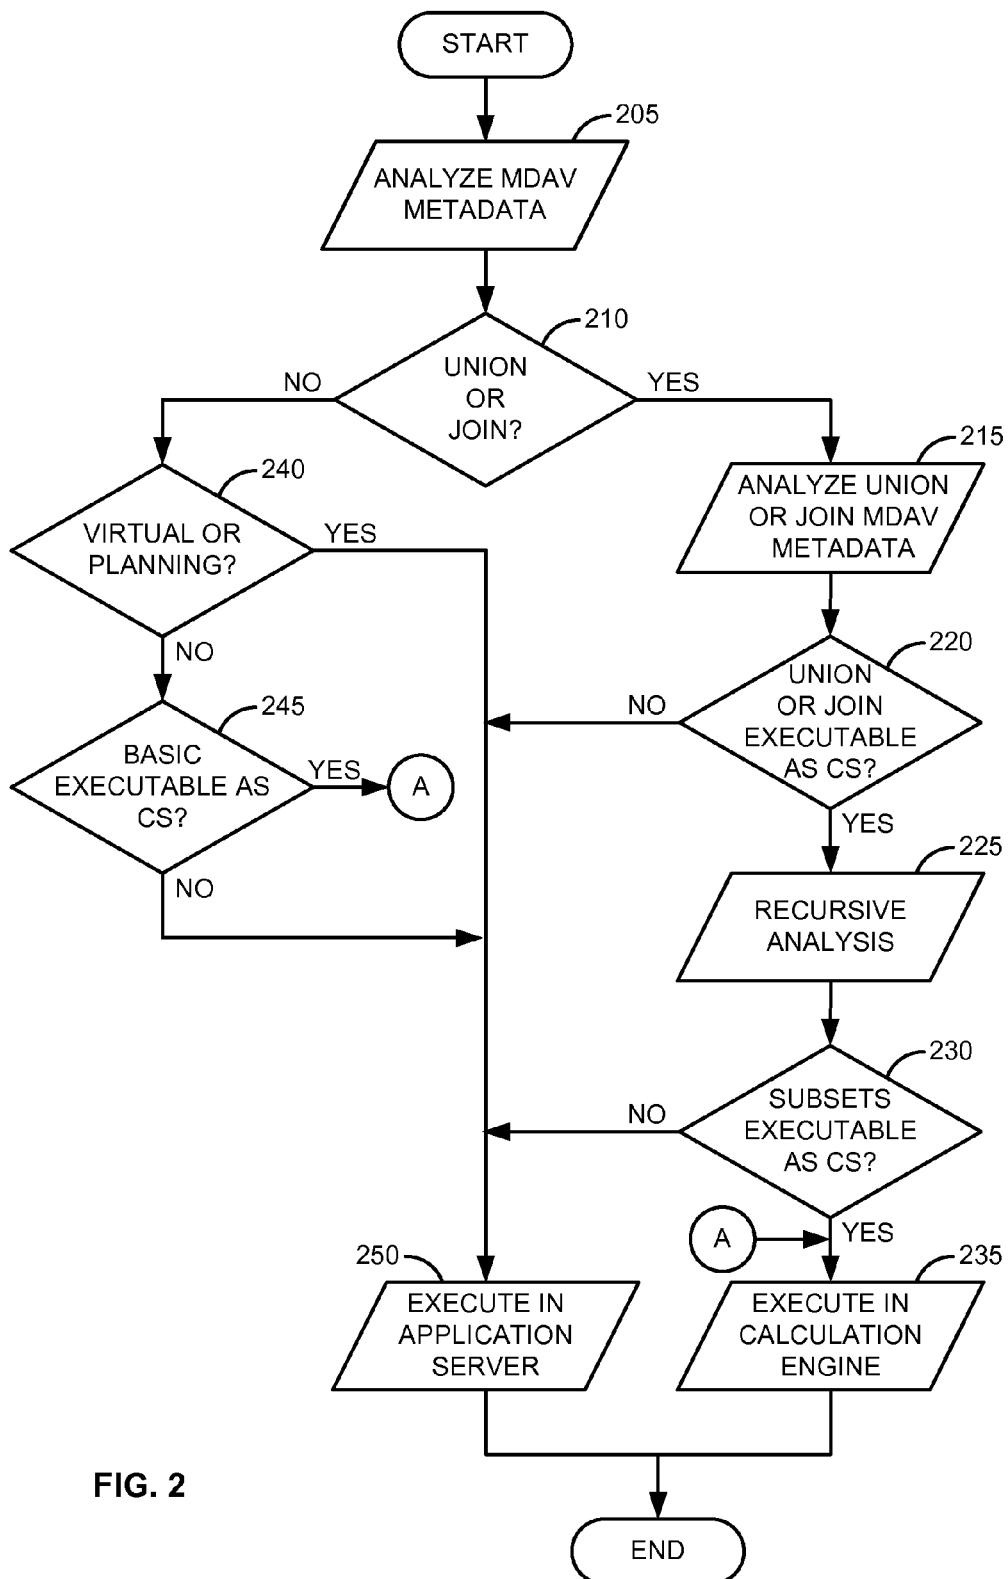 START
205
ANALYZE MDAV
METADATA
210
UNION
OR
JOIN?
NO
YES
215
ANALYZE UNION
OR JOIN MDAV
METADATA
240
VIRTUAL OR
PLANNING?
YES
NO
220
UNION
OR JOIN
EXECUTABLE
AS CS?
NO
YES
245
BASIC
EXECUTABLE AS
CS?
YES
A
NO
225
RECURSIVE
ANALYSIS
230
SUBSETS
EXECUTABLE
AS CS?
NO
YES
A
250
EXECUTE IN
APPLICATION
SERVER
235
EXECUTE IN
CALCULATION
ENGINE
FIG. 2
END